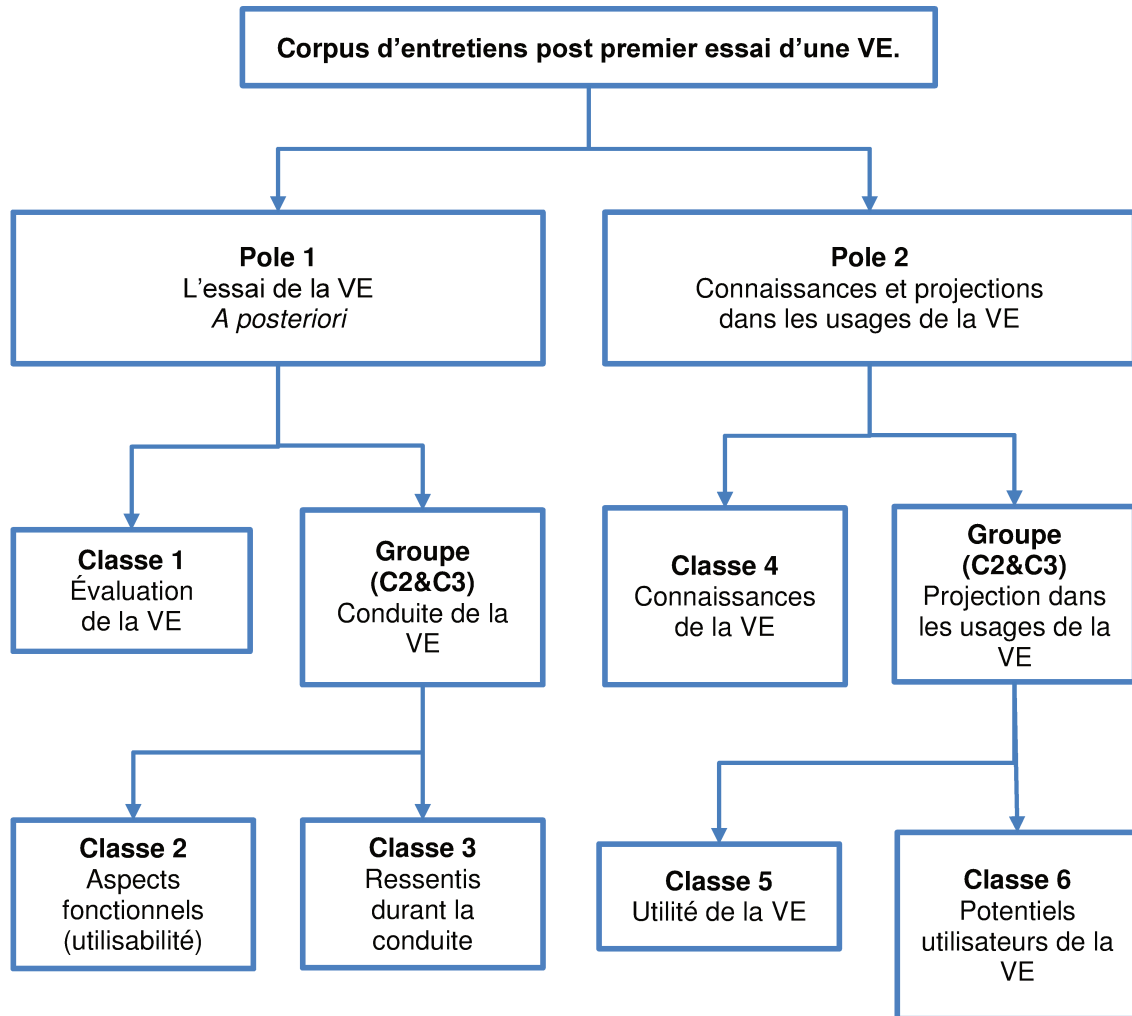 Corpus d'entretiens post premier essai d'une VE.
Pole 1
L'essai de la VE
A posteriori
Pole 2
Connaissances et projections
dans les usages de la VE
Classe 1
Évaluation
de la VE
Groupe
(C2&C3)
Conduite de la
VE
Classe 4
Connaissances
de la VE
Groupe
(C2&C3)
Projection dans
les usages de la
VE
Classe 2
Aspects
fonctionnels
(utilisabilité)
Classe 3
Ressentis
durant la
conduite
Classe 5
Utilité de la VE
Classe 6
Potentiels
utilisateurs de la
VE